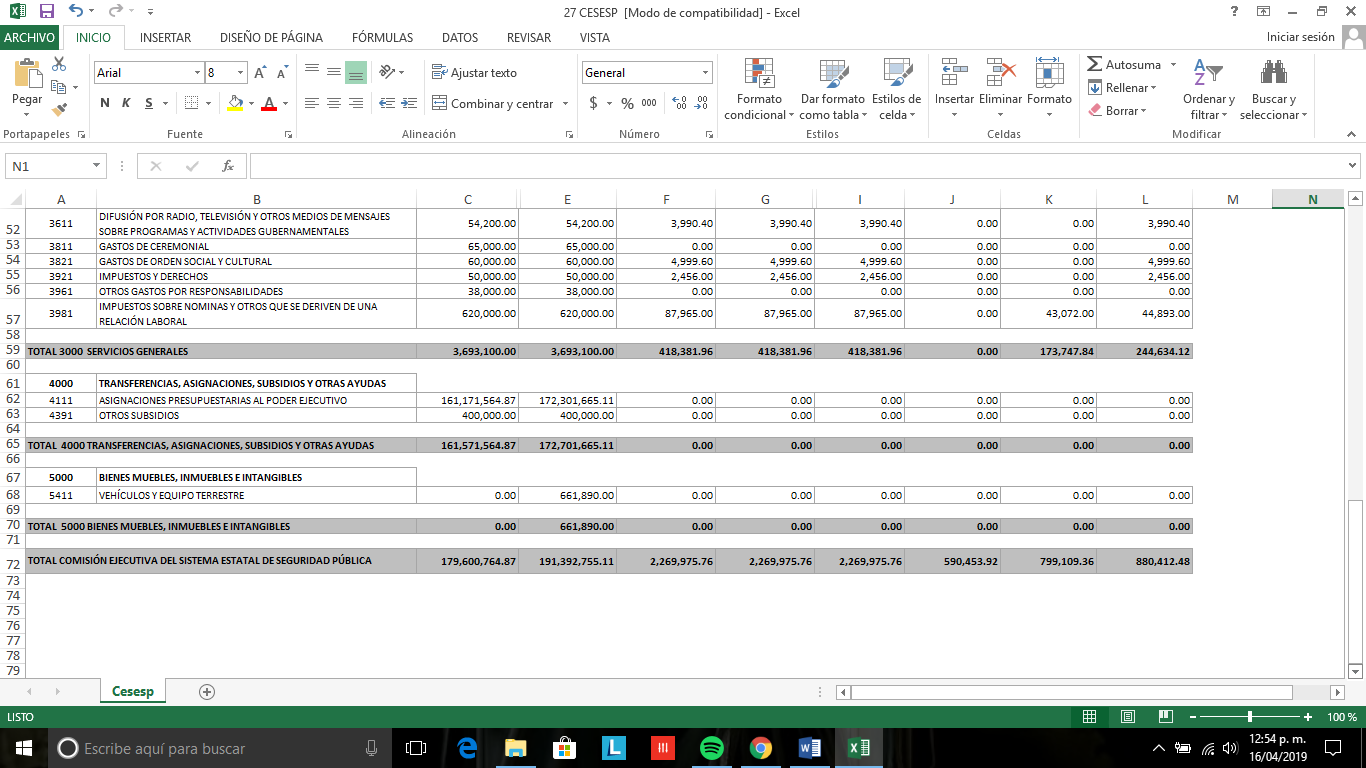 27 CESESP [Modo de compatibilidad] - Excel
ARCHIVO INICIO INSERTAR DISEÑO DE PÁGINA FÓRMULAS DATOS REVISAR VISTA Iniciar sesión
Pegar
Portapapeles
Arial 8
N K S
Fuente
Ajustar texto
Combinar y centrar
Alineación
General
$ % 000
Número
Formato condicional
Dar formato como tabla
Estilos de celda
Estilos
Insertar Eliminar Formato
Celdas
Autosuma
Rellenar
Borrar
Ordenar y filtrar
Buscar y seleccionar
Modificar
N1
fx
A B C E F G I J K L M N
52 3611 DIFUSIÓN POR RADIO, TELEVISIÓN Y OTROS MEDIOS DE MENSAJES SOBRE PROGRAMAS Y ACTIVIDADES GUBERNAMENTALES 54,200.00 54,200.00 3,990.40 3,990.40 3,990.40 0.00 0.00 3,990.40
53 3811 GASTOS DE CEREMONIAL 65,000.00 65,000.00 0.00 0.00 0.00 0.00 0.00 0.00
54 3821 GASTOS DE ORDEN SOCIAL Y CULTURAL 60,000.00 60,000.00 4,999.60 4,999.60 4,999.60 0.00 0.00 4,999.60
55 3921 IMPUESTOS Y DERECHOS 50,000.00 50,000.00 2,456.00 2,456.00 2,456.00 0.00 0.00 2,456.00
56 3961 OTROS GASTOS POR RESPONSABILIDADES 38,000.00 38,000.00 0.00 0.00 0.00 0.00 0.00 0.00
57 3981 IMPUESTOS SOBRE NOMINAS Y OTROS QUE SE DERIVEN DE UNA RELACIÓN LABORAL 620,000.00 620,000.00 87,965.00 87,965.00 87,965.00 0.00 43,072.00 44,893.00
58
59 TOTAL 3000 SERVICIOS GENERALES 3,693,100.00 3,693,100.00 418,381.96 418,381.96 418,381.96 0.00 173,747.84 244,634.12
60
61 4000 TRANSFERENCIAS, ASIGNACIONES, SUBSIDIOS Y OTRAS AYUDAS
62 4111 ASIGNACIONES PRESUPUESTARIAS AL PODER EJECUTIVO 161,171,564.87 172,301,665.11 0.00 0.00 0.00 0.00 0.00 0.00
63 4391 OTROS SUBSIDIOS 400,000.00 400,000.00 0.00 0.00 0.00 0.00 0.00 0.00
64
65 TOTAL 4000 TRANSFERENCIAS, ASIGNACIONES, SUBSIDIOS Y OTRAS AYUDAS 161,571,564.87 172,701,665.11 0.00 0.00 0.00 0.00 0.00 0.00
66
67 5000 BIENES MUEBLES, INMUEBLES E INTANGIBLES
68 5411 VEHÍCULOS Y EQUIPO TERRESTRE 0.00 661,890.00 0.00 0.00 0.00 0.00 0.00 0.00
69
70 TOTAL 5000 BIENES MUEBLES, INMUEBLES E INTANGIBLES 0.00 661,890.00 0.00 0.00 0.00 0.00 0.00 0.00
71
72 TOTAL COMISIÓN EJECUTIVA DEL SISTEMA ESTATAL DE SEGURIDAD PÚBLICA 179,600,764.87 191,392,755.11 2,269,975.76 2,269,975.76 2,269,975.76 590,453.92 799,109.36 880,412.48
73
74
75
76
77
78
79
Cesesp
LISTO 100 %
Escribe aquí para buscar
12:54 p. m.
16/04/2019